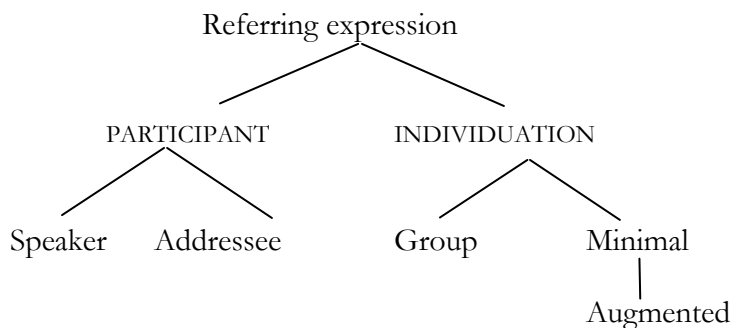 Referring expression
PARTICIPANT INDIVIDUATION
Speaker Addressee Group Minimal
Augmented